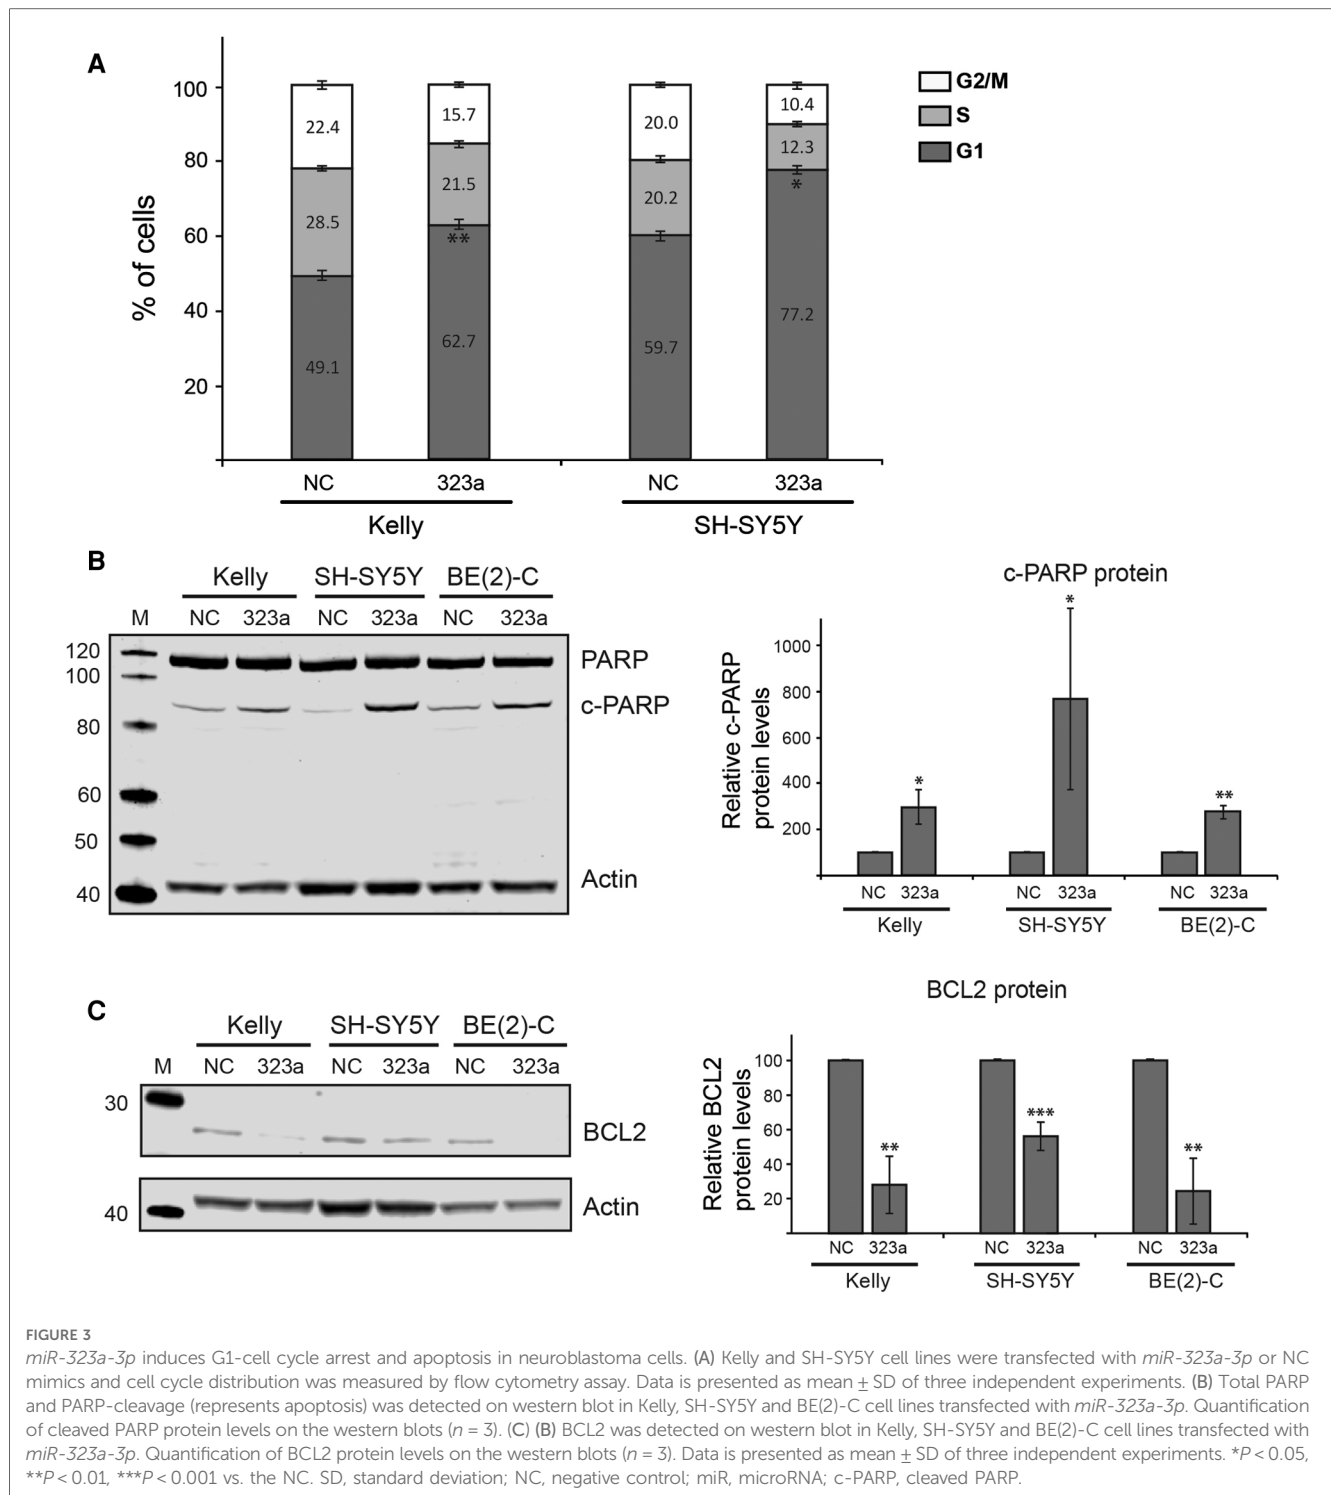 A
100
80
60
40
20
% of cells
22.4
28.5
49.1
15.7
21.5
**
62.7
20.0
20.2
59.7
10.4
12.3
*
77.2
G2/M
S
G1
NC 323a NC 323a
Kelly SH-SY5Y
B
Kelly SH-SY5Y BE(2)-C
M NC 323a NC 323a NC 323a
120
100
80
60
50
40
PARP
c-PARP
Actin
c-PARP protein
Relative c-PARP
protein levels
1000
800
600
400
200
*
*
**
NC 323a NC 323a NC 323a
Kelly SH-SY5Y BE(2)-C
C
Kelly SH-SY5Y BE(2)-C
M NC 323a NC 323a NC 323a
30
BCL2
40
Actin
BCL2 protein
Relative BCL2
protein levels
100
80
60
40
20
**
***
**
NC 323a NC 323a NC 323a
Kelly SH-SY5Y BE(2)-C
FIGURE 3
miR-323a-3p induces G1-cell cycle arrest and apoptosis in neuroblastoma cells. (A) Kelly and SH-SY5Y cell lines were transfected with miR-323a-3p or NC
mimics and cell cycle distribution was measured by flow cytometry assay. Data is presented as mean ± SD of three independent experiments. (B) Total PARP
and PARP-cleavage (represents apoptosis) was detected on western blot in Kelly, SH-SY5Y and BE(2)-C cell lines transfected with miR-323a-3p. Quantification
of cleaved PARP protein levels on the western blots (n = 3). (C) (B) BCL2 was detected on western blot in Kelly, SH-SY5Y and BE(2)-C cell lines transfected with
miR-323a-3p. Quantification of BCL2 protein levels on the western blots (n = 3). Data is presented as mean ± SD of three independent experiments. *P < 0.05,
**P < 0.01, ***P < 0.001 vs. the NC. SD, standard deviation; NC, negative control; miR, microRNA; c-PARP, cleaved PARP.